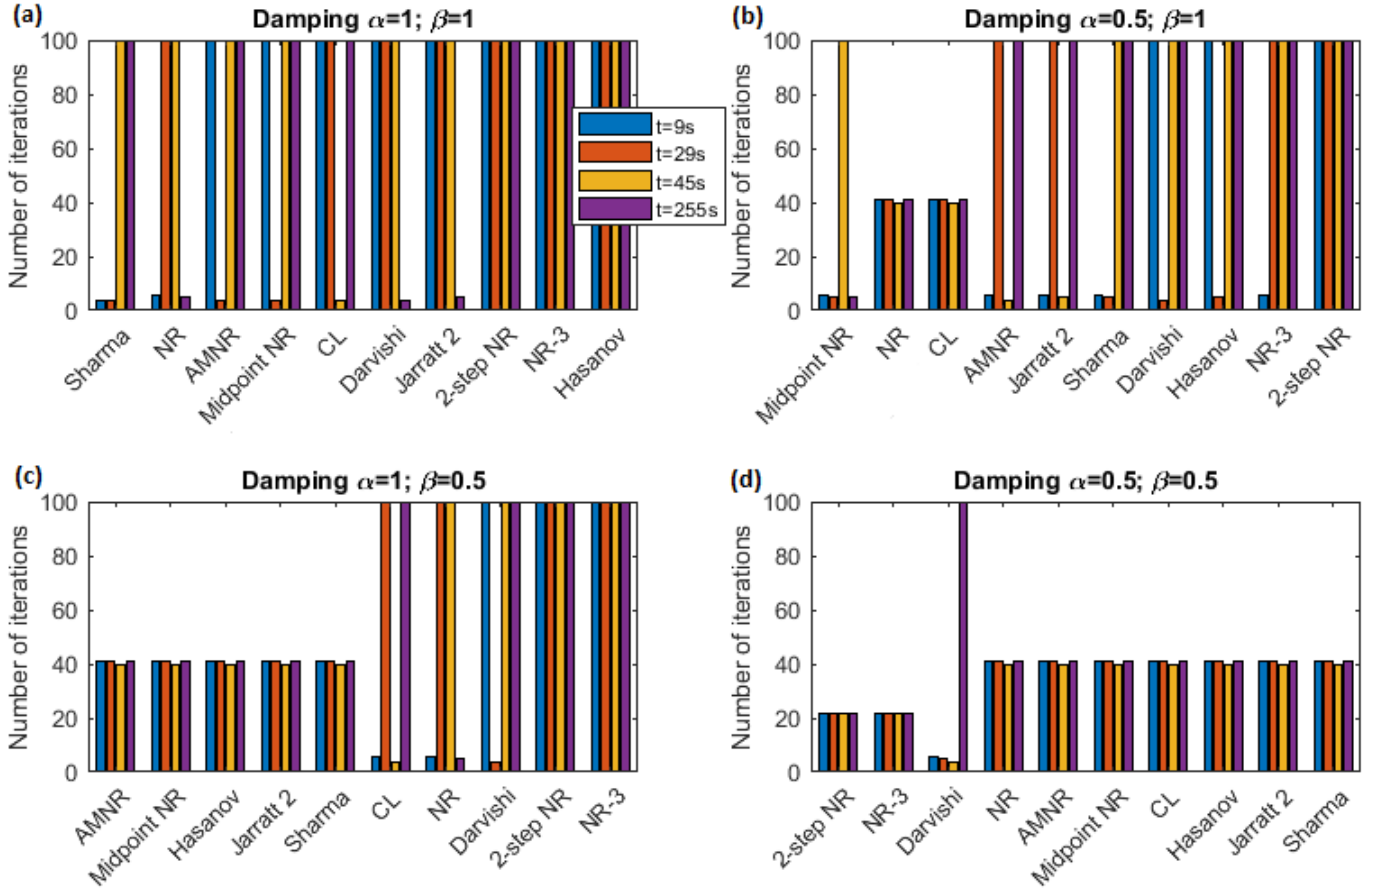 (a)
Damping α=1; β=1
Number of iterations
100
80
60
40
20
0
Sharma
NR
AMNR
Midpoint NR
CL
Darvishi
Jarratt 2
2-step NR
NR-3
Hasanov
t=9s
t=29s
t=45s
t=255s
(b)
Damping α=0.5; β=1
Number of iterations
100
80
60
40
20
0
Midpoint NR
NR
CL
AMNR
Jarratt 2
Sharma
Darvishi
Hasanov
NR-3
2-step NR
(c)
Damping α=1; β=0.5
Number of iterations
100
80
60
40
20
0
AMNR
Midpoint NR
Hasanov
Jarratt 2
Sharma
CL
NR
Darvishi
2-step NR
NR-3
(d)
Damping α=0.5; β=0.5
Number of iterations
100
80
60
40
20
0
2-step NR
NR-3
Darvishi
NR
AMNR
Midpoint NR
CL
Hasanov
Jarratt 2
Sharma